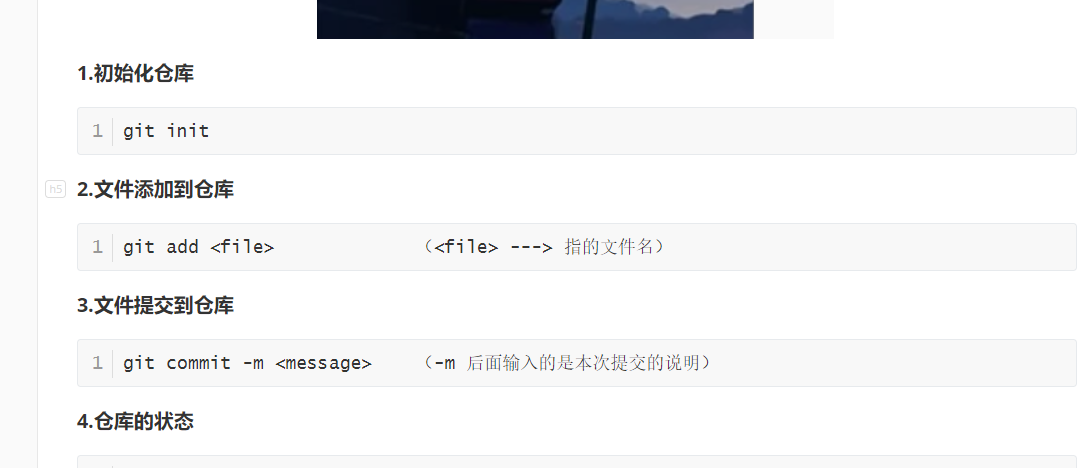 1.初始化仓库
1 git init
h5
2.文件添加到仓库
1 git add <file> （<file> ---> 指的文件名）
3.文件提交到仓库
1 git commit -m <message> （-m 后面输入的是本次提交的说明）
4.仓库的状态